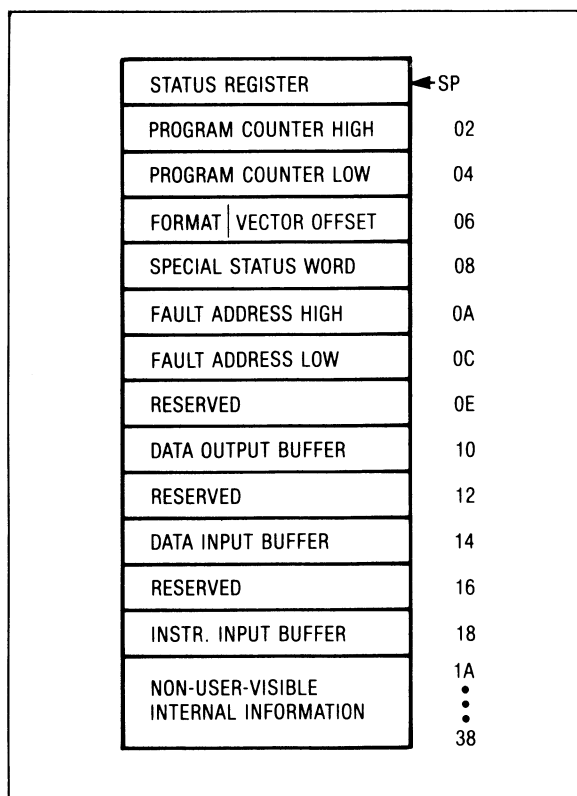 STATUS REGISTER SP
PROGRAM COUNTER HIGH 02
PROGRAM COUNTER LOW 04
FORMAT | VECTOR OFFSET 06
SPECIAL STATUS WORD 08
FAULT ADDRESS HIGH 0A
FAULT ADDRESS LOW 0C
RESERVED 0E
DATA OUTPUT BUFFER 10
RESERVED 12
DATA INPUT BUFFER 14
RESERVED 16
INSTR. INPUT BUFFER 18
NON-USER-VISIBLE 1A
INTERNAL INFORMATION
38